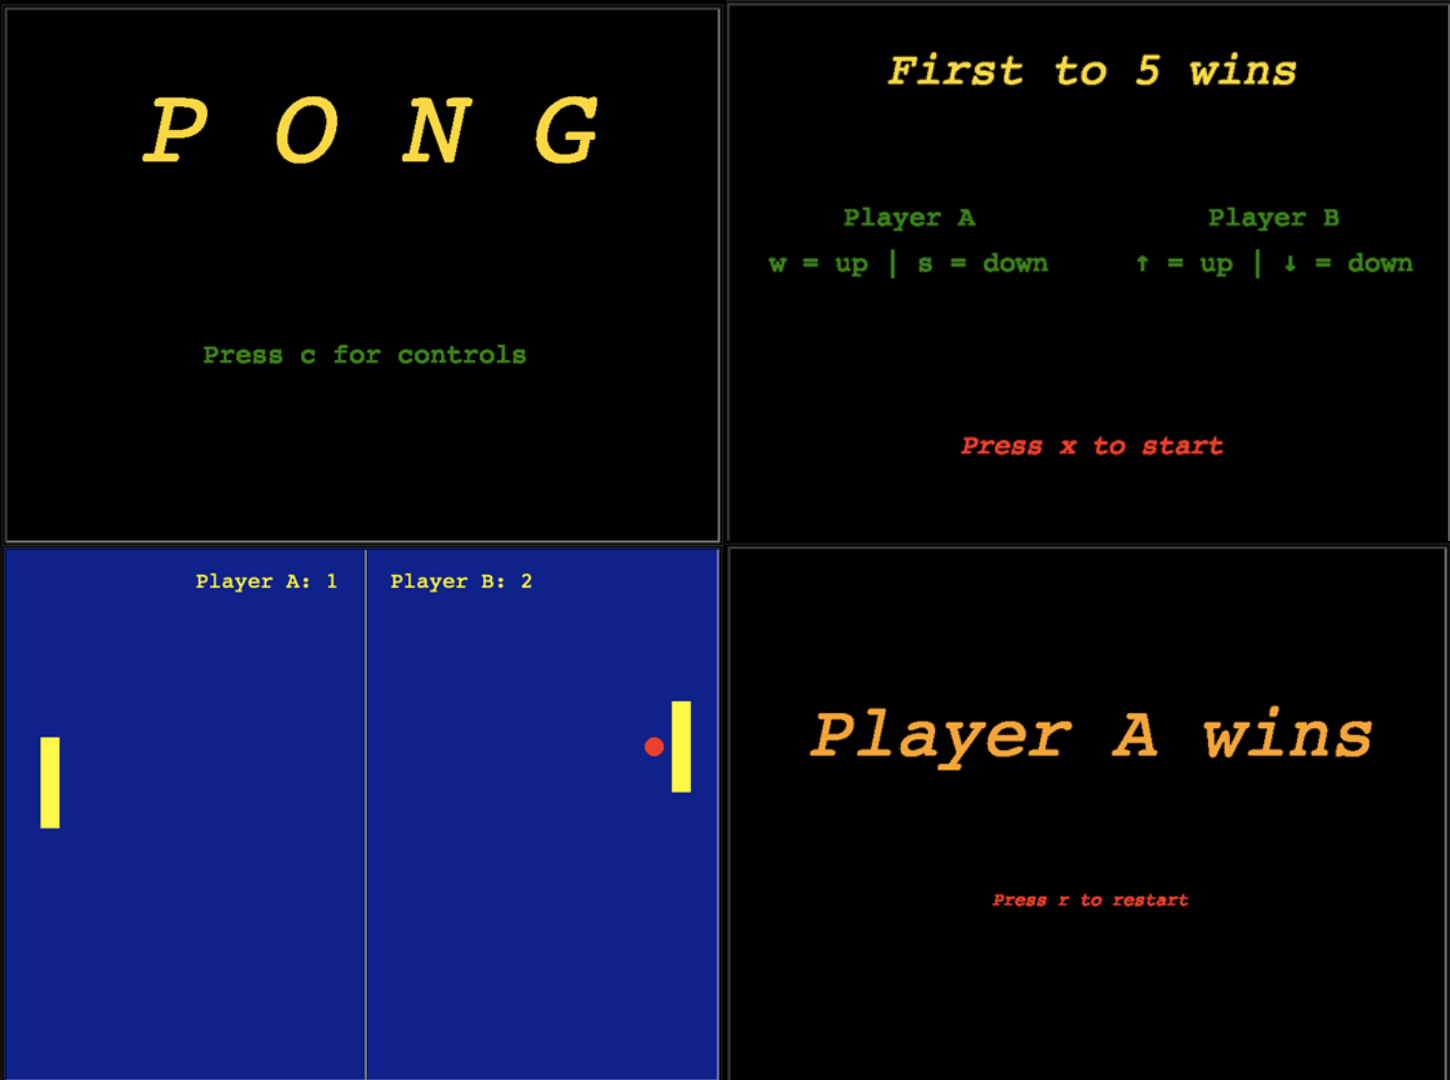 P O N G
Press c for controls
First to 5 wins
Player A
w = up | s = down
Player B
↑ = up | ↓ = down
Press x to start
Player A: 1
Player B: 2
Player A wins
Press r to restart